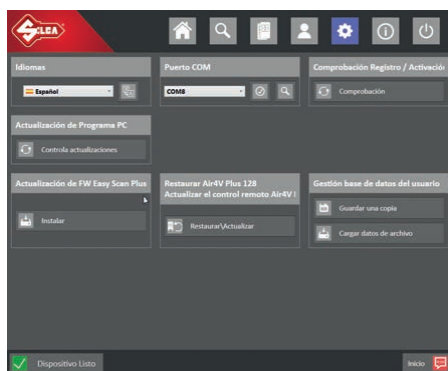 SILCA
Idiomas
Español
Puerto COM
COM8
Comprobación Registro / Activación
Comprobación
Actualización de Programa PC
Controla actualizaciones
Actualización de FW Easy Scan Plus
Instalar
Restaurar Air4V Plus 128
Actualizar el control remoto Air4V
Restaurar\Actualizar
Gestión base de datos del usuario
Guardar una copia
Cargar datos de archivo
Dispositivo Listo
Inicio